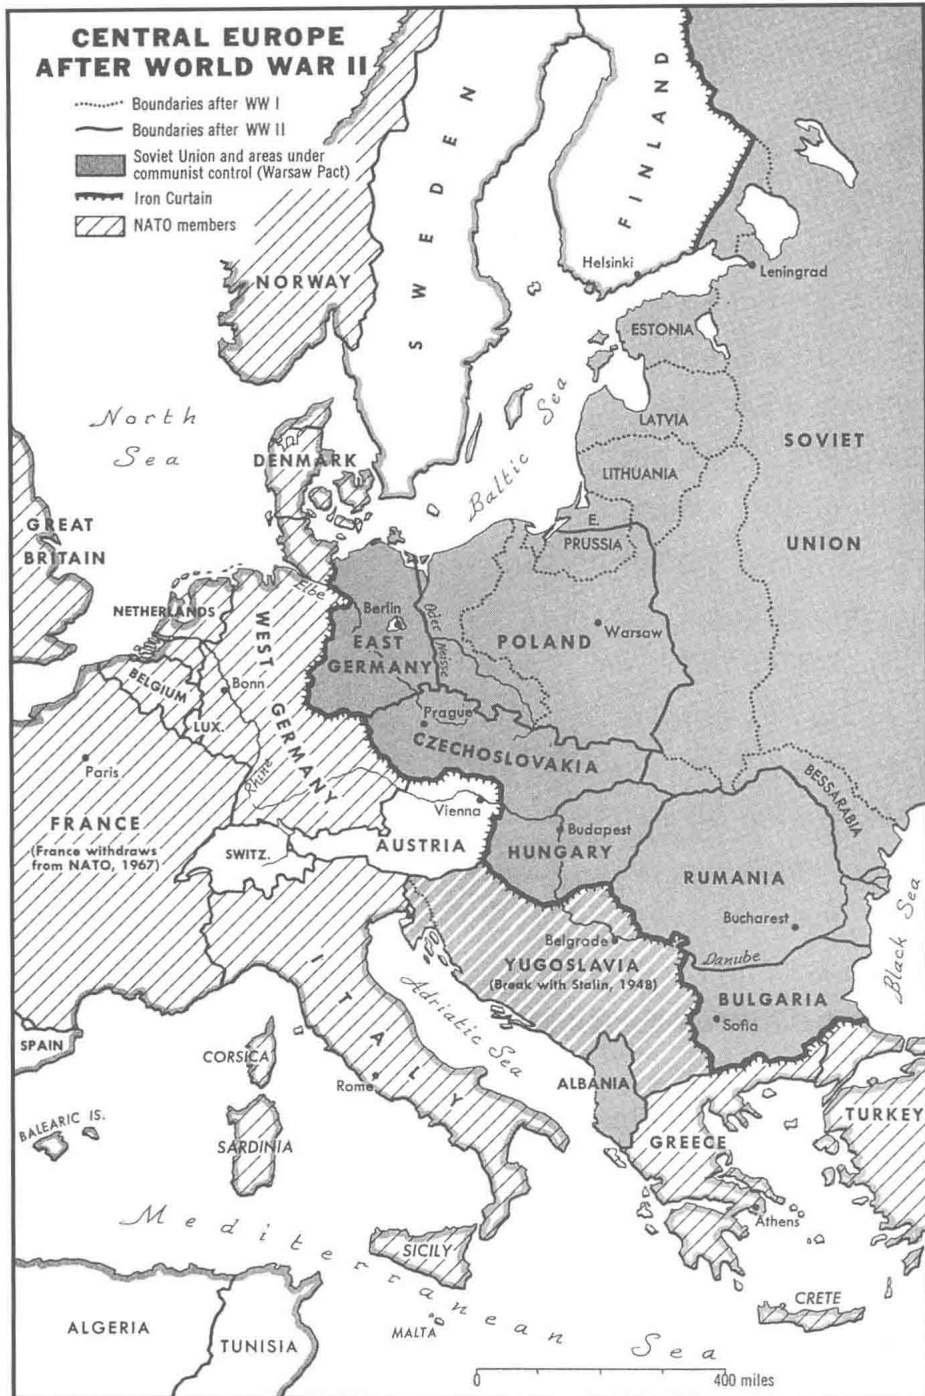 CENTRAL EUROPE
AFTER WORLD WAR II
Boundaries after WW I
Boundaries after WW II
Soviet Union and areas under
communist control (Warsaw Pact)
Iron Curtain
NATO members
SWEDEN
FINLAND
NORWAY
Helsinki
Leningrad
ESTONIA
North
Sea
Baltic Sea
LATVIA
SOVIET
DENMARK
LITHUANIA
GREAT
BRITAIN
E.
PRUSSIA
UNION
Elbe
NETHERLANDS
Berlin
Oder
Neisse
WEST GERMANY
EAST
GERMANY
POLAND
Warsaw
BELGIUM
Bonn
LUX.
Prague
CZECHOSLOVAKIA
Paris
Rhine
BESSARABIA
Vienna
FRANCE
(France withdraws
from NATO, 1967)
SWITZ.
AUSTRIA
Budapest
HUNGARY
RUMANIA
Bucharest
Belgrade
Danube
YUGOSLAVIA
(Break with Stalin, 1948)
BULGARIA
Sofia
Black Sea
ITALY
Adriatic Sea
SPAIN
CORSICA
Rome
ALBANIA
BALEARIC IS.
SARDINIA
GREECE
TURKEY
Athens
Mediterranean Sea
SICILY
CRETE
ALGERIA
TUNISIA
MALTA
0 400 miles